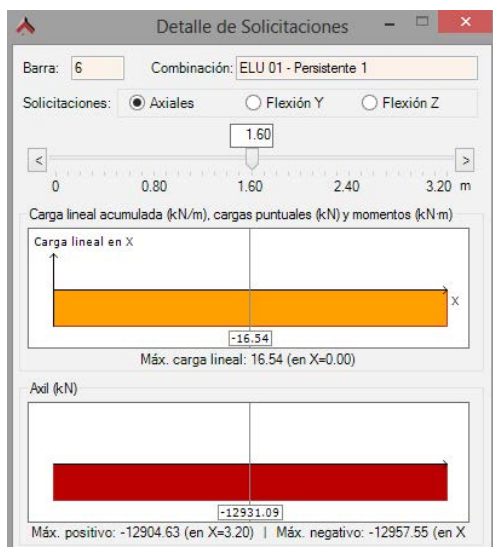 Detalle de Solicitaciones
Barra: 6 Combinación: ELU 01 - Persistente 1
Solicitaciones: Axiales Flexión Y Flexión Z
1.60
< >
0 0.80 1.60 2.40 3.20 m
Carga lineal acumulada (kN/m), cargas puntuales (kN) y momentos (kN·m)
Carga lineal en X
X
-16.54
Máx. carga lineal: 16.54 (en X=0.00)
Axil (kN)
-12931.09
Máx. positivo: -12904.63 (en X=3.20) | Máx. negativo: -12957.55 (en X